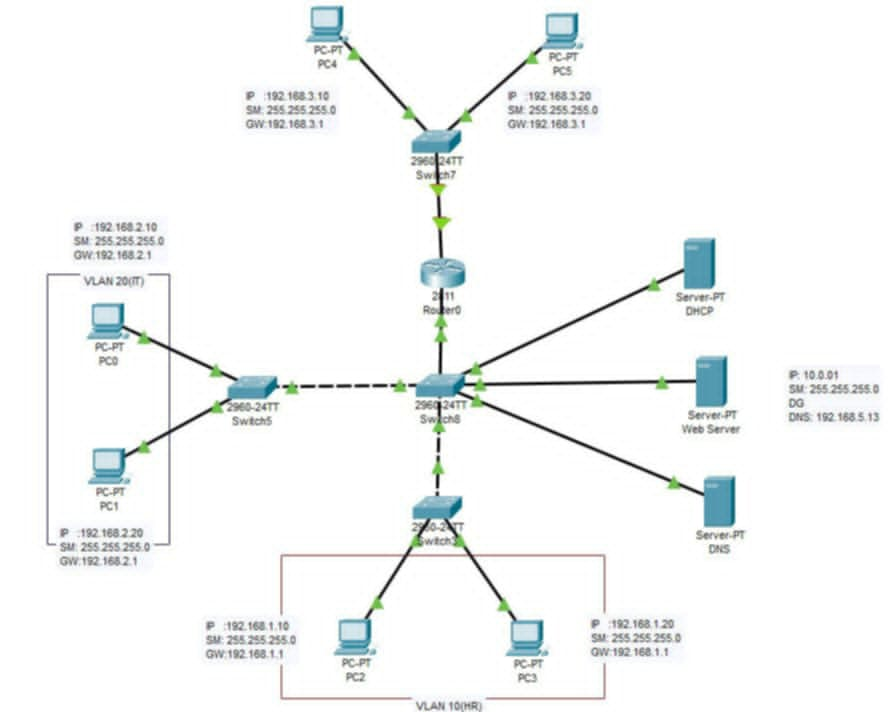 PC-PT
PC4
PC-PT
PC5
IP :192.168.3.10
SM: 255.255.255.0
GW:192.168.3.1
IP :192.168.3.20
SM: 255.255.255.0
GW:192.168.3.1
2960-24TT
Switch7
IP :192.168.2.10
SM: 255.255.255.0
GW:192.168.2.1
VLAN 20(IT)
PC-PT
PC0
2811
Router0
Server-PT
DHCP
2960-24TT
Switch5
2960-24TT
Server-PT
Web Server
IP: 10.0.01
SM: 255.255.255.0
DG
DNS: 192.168.5.13
PC-PT
PC1
IP :192.168.2.20
SM: 255.255.255.0
GW:192.168.2.1
2950-24TT
Server-PT
DNS
IP :192.168.1.10
SM: 255.255.255.0
GW:192.168.1.1
PC-PT
PC2
PC-PT
PC3
IP :192.168.1.20
SM: 255.255.255.0
GW:192.168.1.1
VLAN 10(HR)